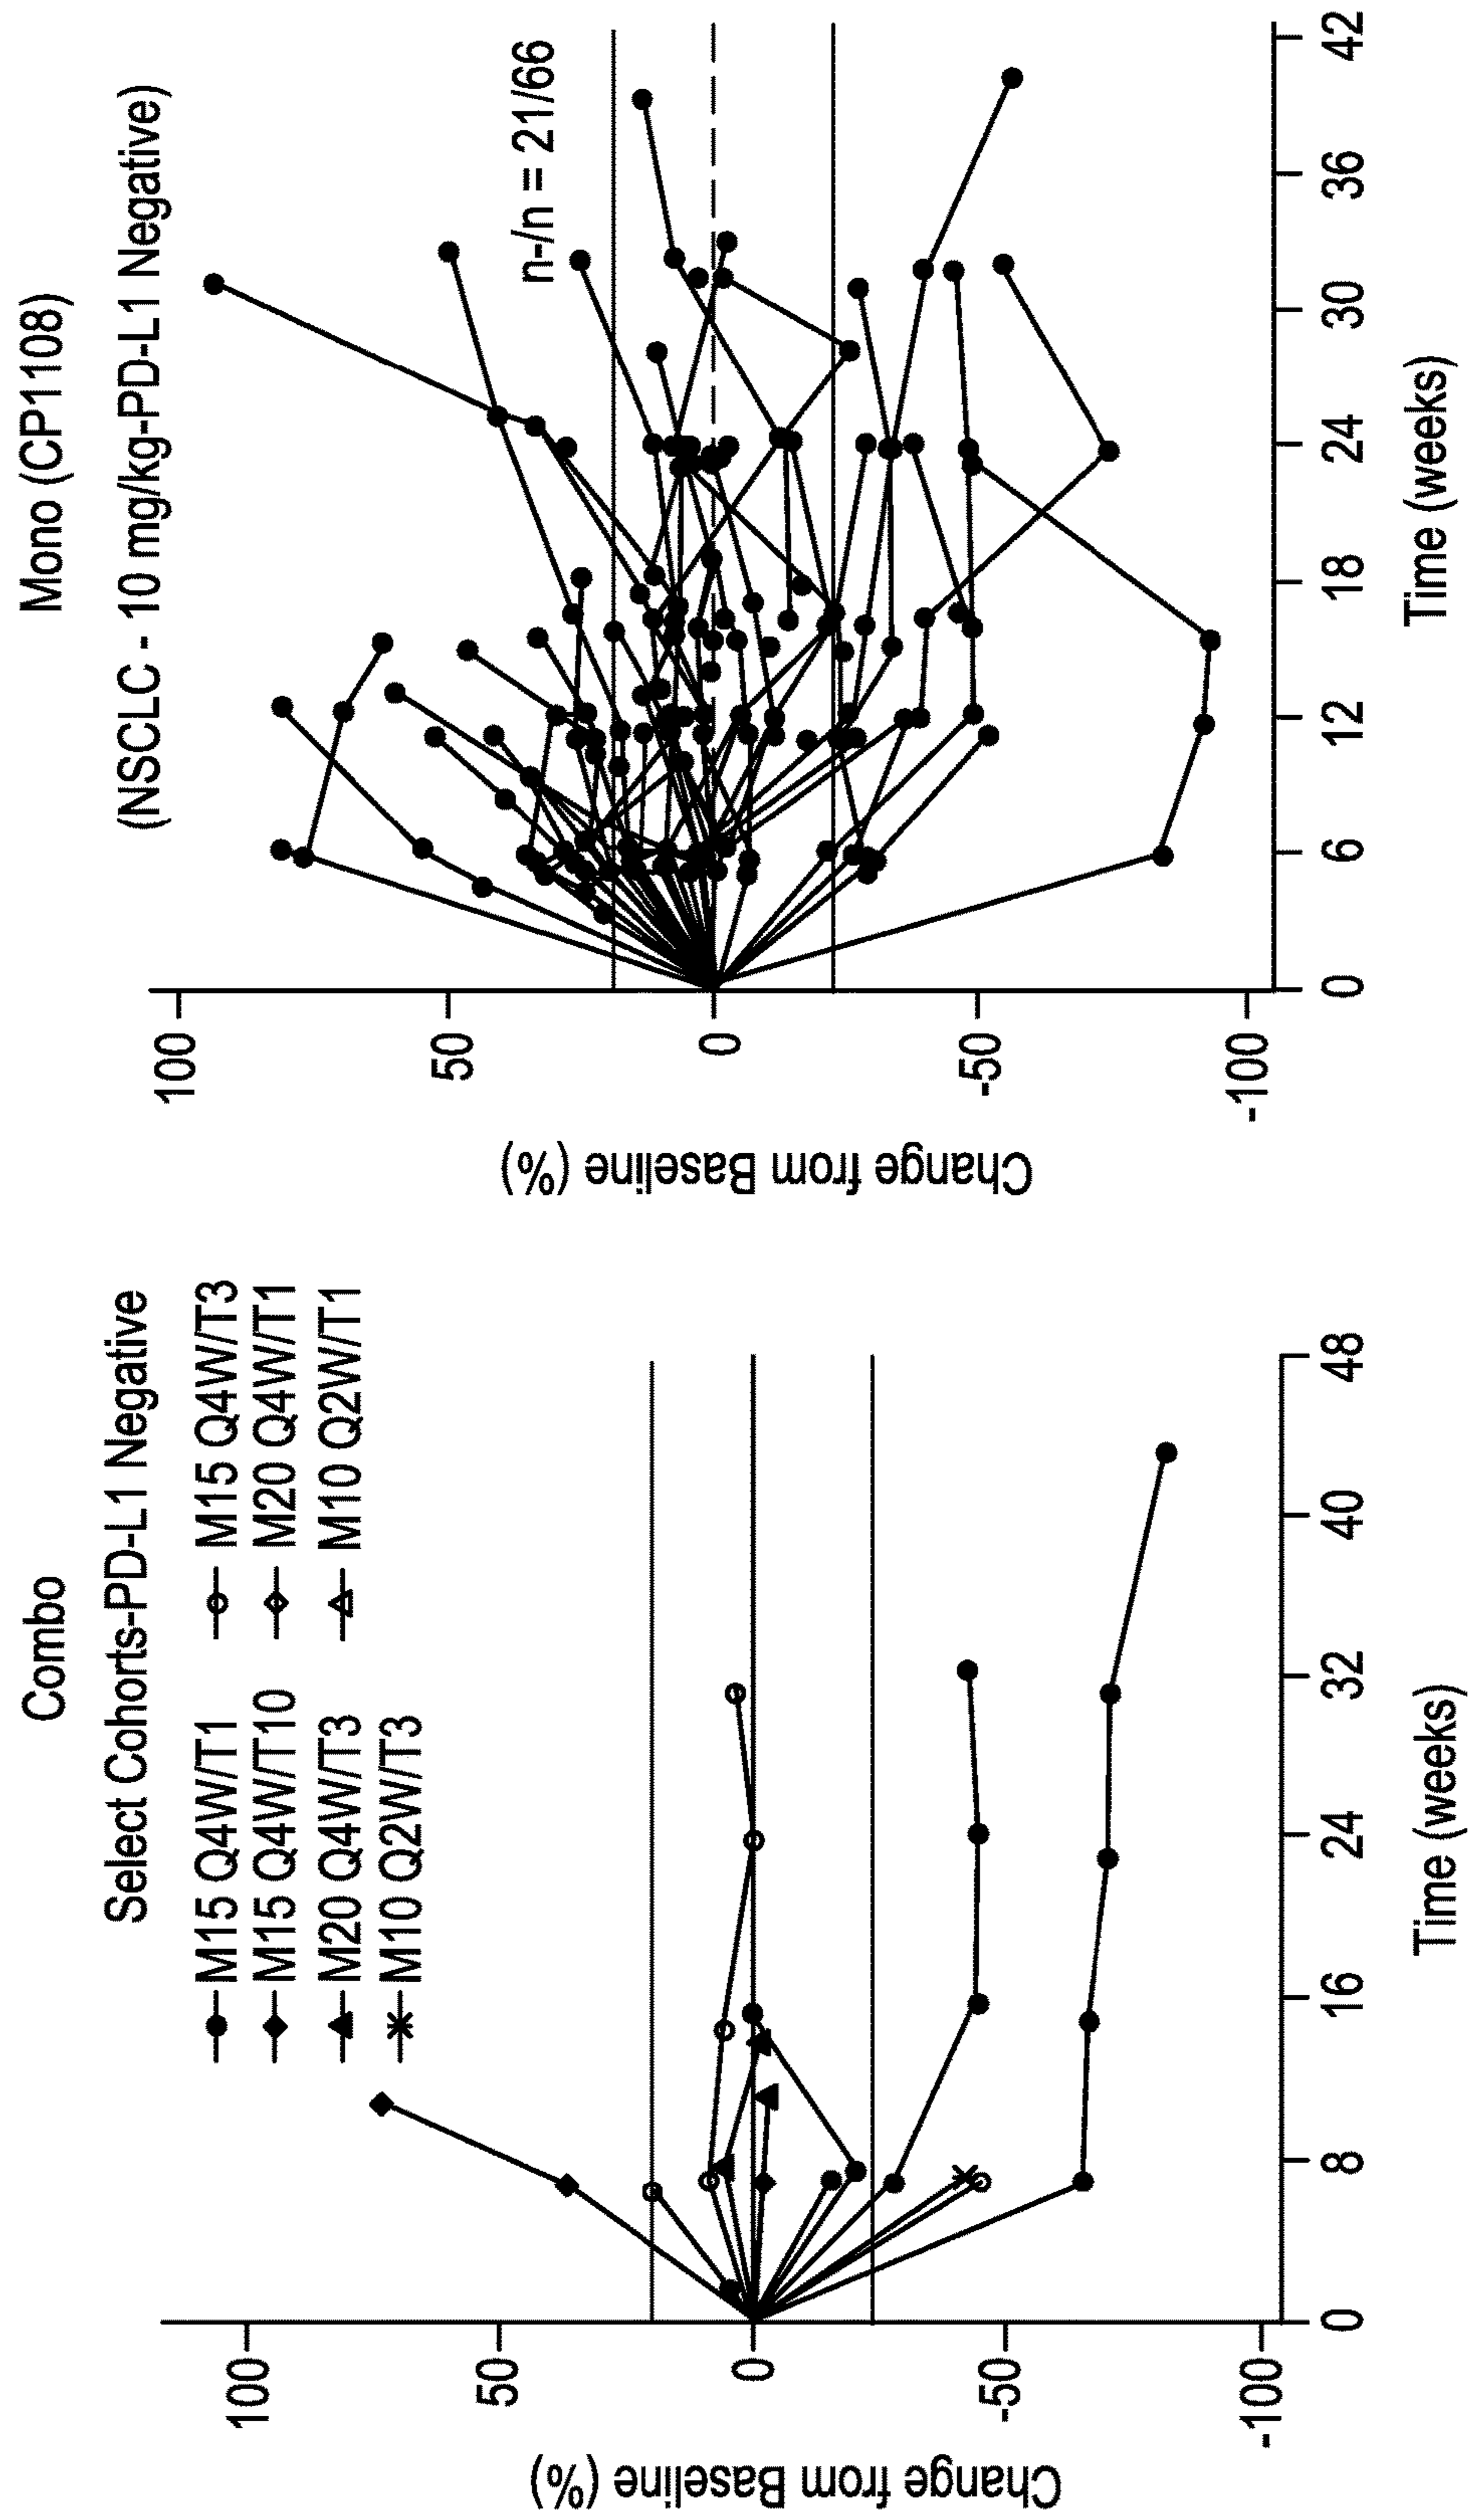 Combo
Select Cohorts-PD-L1 Negative
M15 Q4W/T1
M15 Q4W/T3
M15 Q4W/T10
M20 Q4W/T1
M20 Q4W/T3
M10 Q2W/T1
M10 Q2W/T3
Change from Baseline (%)
100
50
0
-50
-100
0
8
16
24
32
40
48
Time (weeks)
Mono (CP1108)
(NSCLC - 10 mg/kg-PD-L1 Negative)
n-/n = 21/66
Change from Baseline (%)
100
50
0
-50
-100
0
6
12
18
24
30
36
42
Time (weeks)